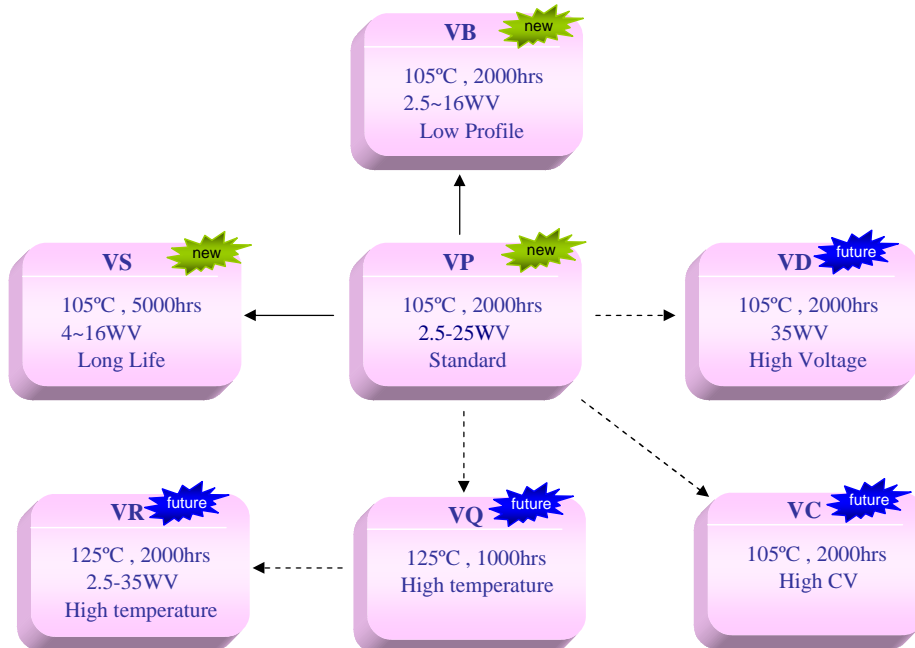 VB
new
105ºC , 2000hrs
2.5~16WV
Low Profile
VS
new
105ºC , 5000hrs
4~16WV
Long Life
VP
new
105ºC , 2000hrs
2.5-25WV
Standard
VD
future
105ºC , 2000hrs
35WV
High Voltage
VR
future
125ºC , 2000hrs
2.5-35WV
High temperature
VQ
future
125ºC , 1000hrs
High temperature
VC
future
105ºC , 2000hrs
High CV